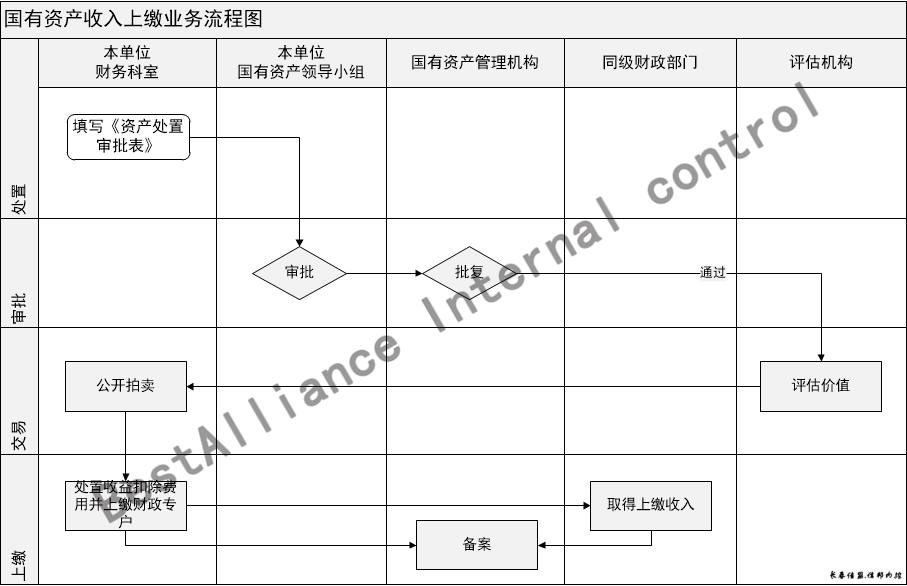 国有资产收入上缴业务流程图
本单位
财务科室
本单位
国有资产领导小组
国有资产管理机构
同级财政部门
评估机构
处置
填写《资产处置
审批表》
审批
审批
批复
通过
交易
公开拍卖
评估价值
上缴
处置收益扣除费
用并上缴财政专
户
取得上缴收入
备案
BestAlliance Internal control
长春佳盟.佳邦内控